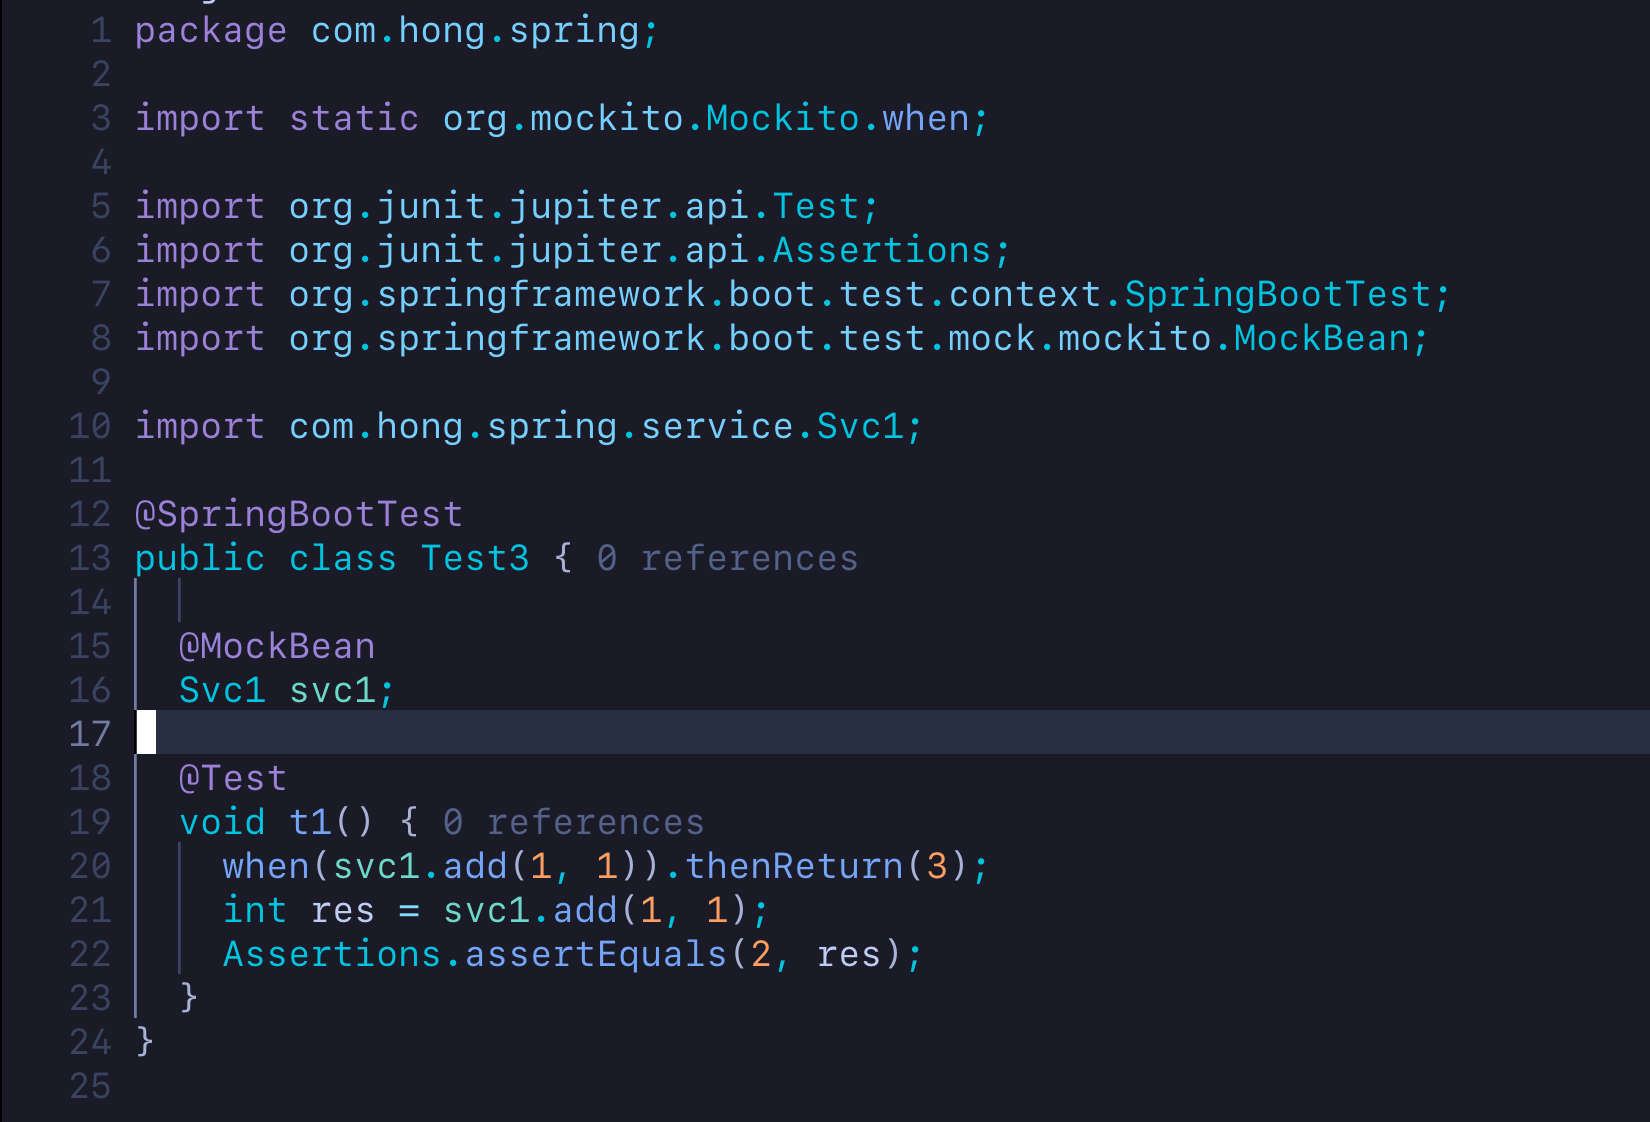 1 package com.hong.spring;
2
3 import static org.mockito.Mockito.when;
4
5 import org.junit.jupiter.api.Test;
6 import org.junit.jupiter.api.Assertions;
7 import org.springframework.boot.test.context.SpringBootTest;
8 import org.springframework.boot.test.mock.mockito.MockBean;
9
10 import com.hong.spring.service.Svc1;
11
12 @SpringBootTest
13 public class Test3 { 0 references
14
15   @MockBean
16   Svc1 svc1;
17
18   @Test
19   void t1() { 0 references
20     when(svc1.add(1, 1)).thenReturn(3);
21     int res = svc1.add(1, 1);
22     Assertions.assertEquals(2, res);
23   }
24 }
25